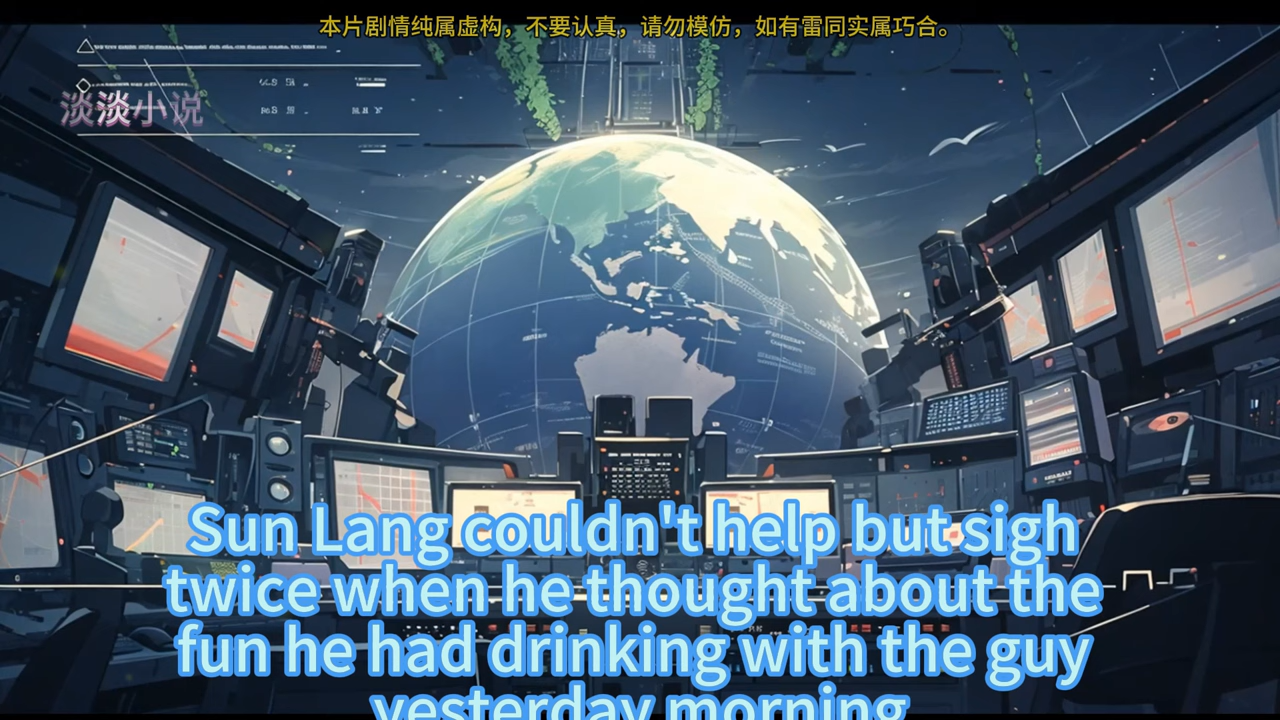 本片剧情纯属虚构，不要认真，请勿模仿，如有雷同实属巧合。
淡淡小说
Sun Lang couldn't help but sigh
twice when he thought about the
fun he had drinking with the guy
yesterday morning